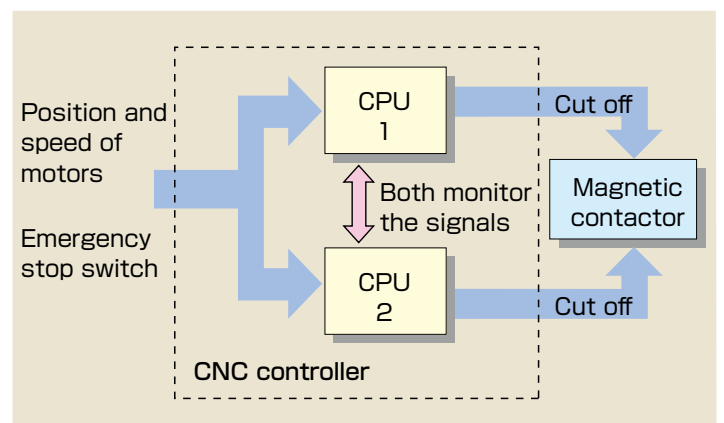 Position and
speed of
motors
Emergency
stop switch
CPU
1
Both monitor
the signals
CPU
2
CNC controller
Cut off
Magnetic
contactor
Cut off